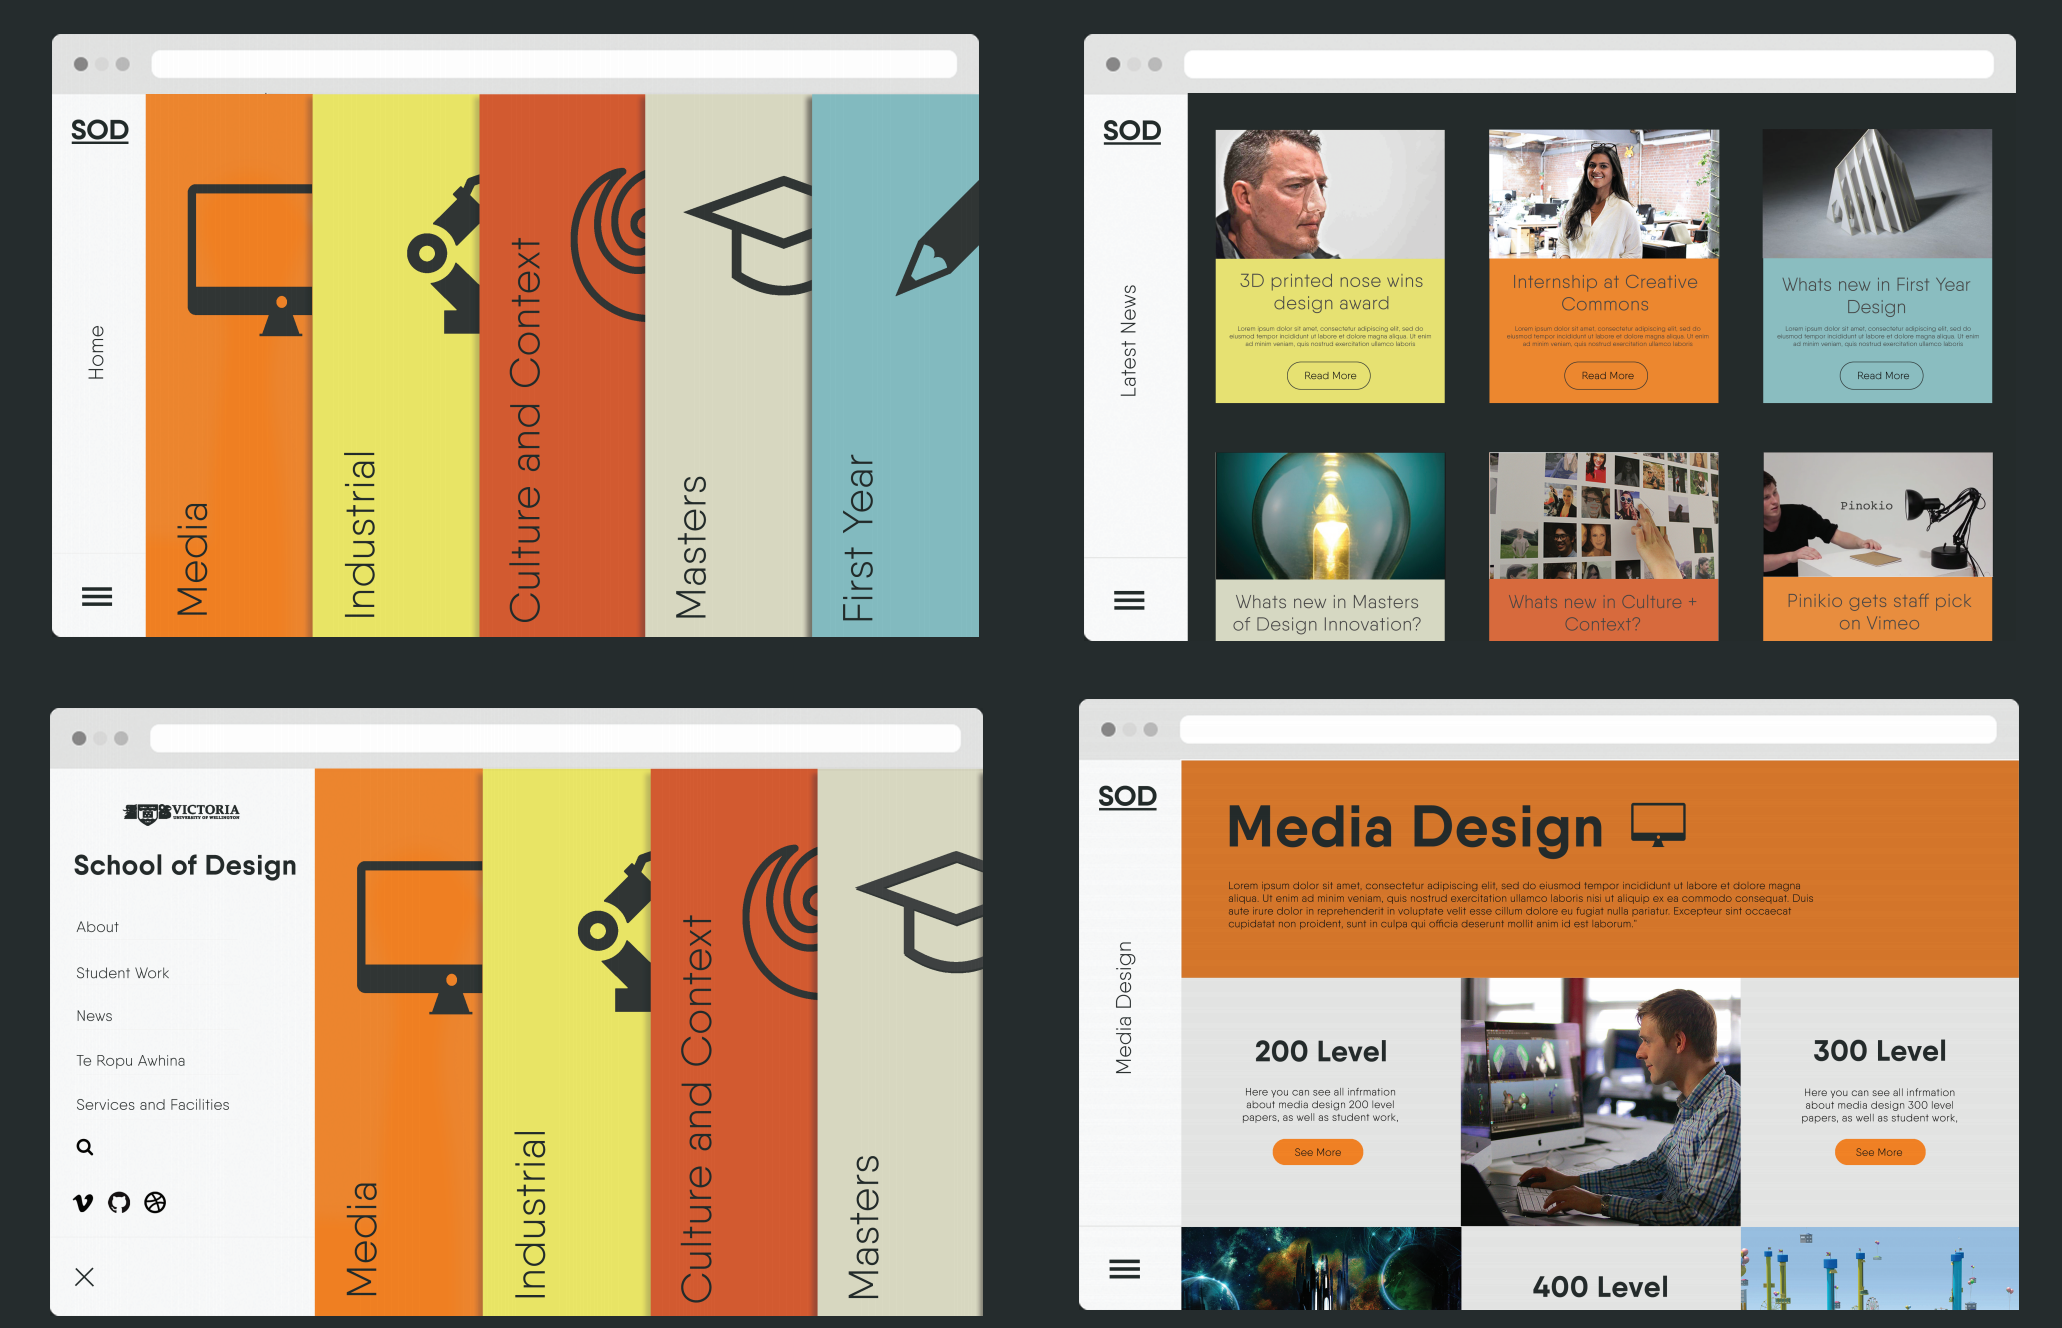 SOD
Home
Media
Industrial
Culture and Context
Masters
First Year
SOD
Latest News
3D printed nose wins
design award
Lorem ipsum dolor sit amet, consectetur adipiscing elit, sed do
eiusmod tempor incididunt ut labore et dolore magna aliqua. Ut enim
ad minim veniam, quis nostrud exercitation ullamco laboris
Read More
Internship at Creative
Commons
Lorem ipsum dolor sit amet, consectetur adipiscing elit, sed do
eiusmod tempor incididunt ut labore et dolore magna aliqua. Ut enim
ad minim veniam, quis nostrud exercitation ullamco laboris
Read More
Whats new in First Year
Design
Lorem ipsum dolor sit amet, consectetur adipiscing elit, sed do
eiusmod tempor incididunt ut labore et dolore magna aliqua. Ut enim
ad minim veniam, quis nostrud exercitation ullamco laboris
Read More
Whats new in Masters
of Design Innovation?
Whats new in Culture +
Context?
Pinokio
Pinikio gets staff pick
on Vimeo
VICTORIA
UNIVERSITY OF WELLINGTON
School of Design
About
Student Work
News
Te Ropu Awhina
Services and Facilities
Media
Industrial
Culture and Context
Masters
SOD
Media Design
Media Design
Lorem ipsum dolor sit amet, consectetur adipiscing elit, sed do eiusmod tempor incididunt ut labore et dolore magna
aliqua. Ut enim ad minim veniam, quis nostrud exercitation ullamco laboris nisi ut aliquip ex ea commodo consequat. Duis
aute irure dolor in reprehenderit in voluptate velit esse cillum dolore eu fugiat nulla pariatur. Excepteur sint occaecat
cupidatat non proident, sunt in culpa qui officia deserunt mollit anim id est laborum."
200 Level
Here you can see all infrmation
about media design 200 level
papers, as well as student work,
See More
300 Level
Here you can see all infrmation
about media design 300 level
papers, as well as student work,
See More
400 Level